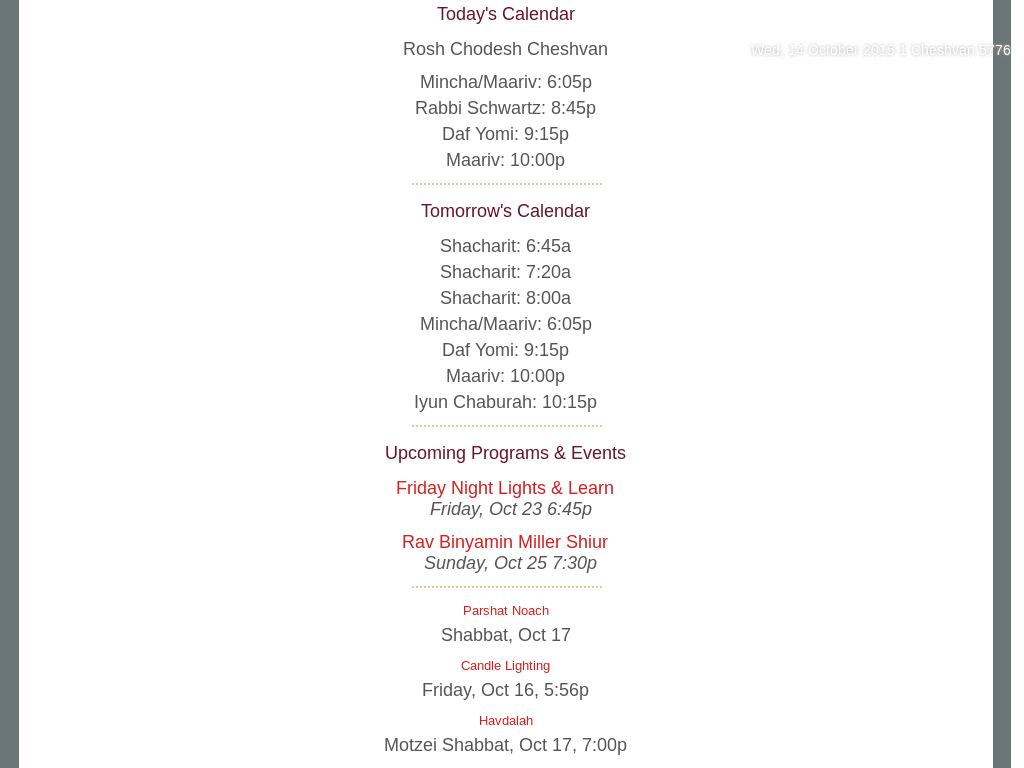 Today's Calendar
Rosh Chodesh Cheshvan
Wed, 14 October 2015 1 Cheshvan 5776
Mincha/Maariv: 6:05p
Rabbi Schwartz: 8:45p
Daf Yomi: 9:15p
Maariv: 10:00p
Tomorrow's Calendar
Shacharit: 6:45a
Shacharit: 7:20a
Shacharit: 8:00a
Mincha/Maariv: 6:05p
Daf Yomi: 9:15p
Maariv: 10:00p
Iyun Chaburah: 10:15p
Upcoming Programs & Events
Friday Night Lights & Learn
Friday, Oct 23 6:45p
Rav Binyamin Miller Shiur
Sunday, Oct 25 7:30p
Parshat Noach
Shabbat, Oct 17
Candle Lighting
Friday, Oct 16, 5:56p
Havdalah
Motzei Shabbat, Oct 17, 7:00p